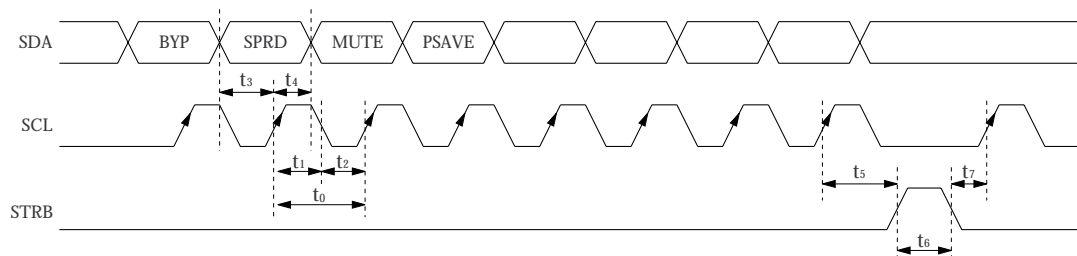 SDA BYP SPRD MUTE PSAVE
t3 t4
SCL
t1 t2 t5 t7
t0
STRB
t6